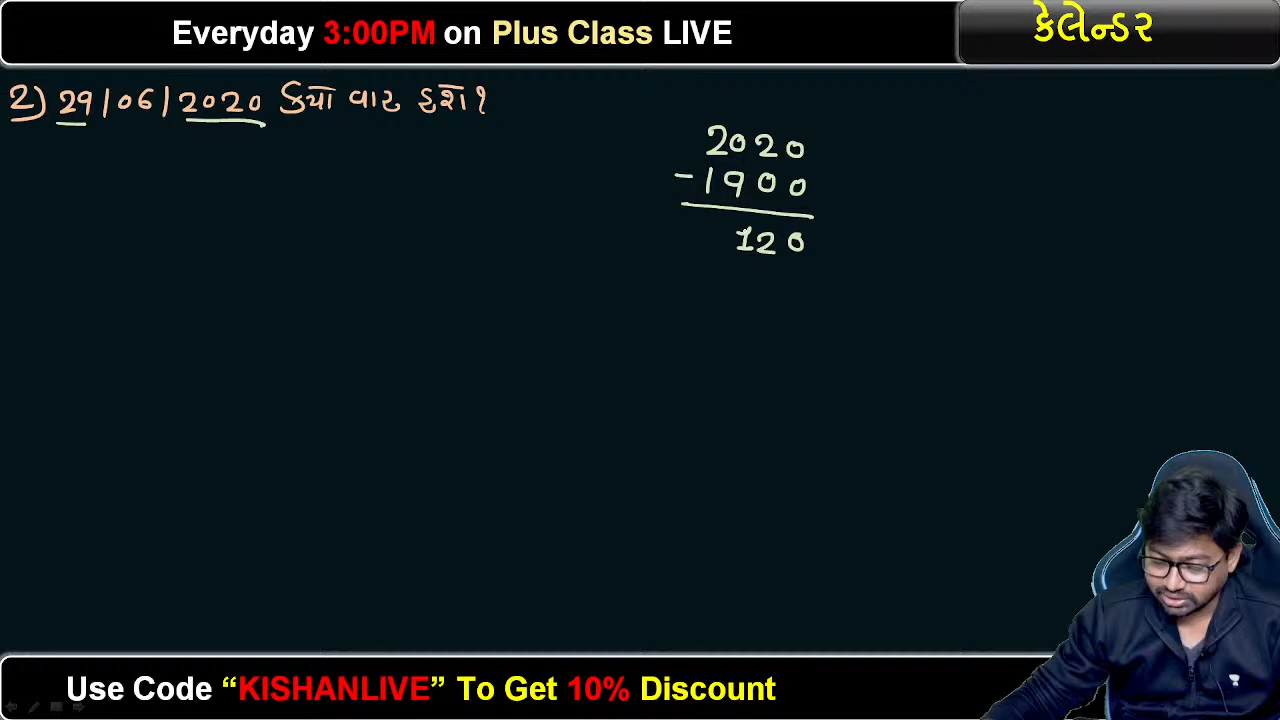 Everyday 3:00PM on Plus Class LIVE
કેલેન્ડર
2) 29/06/2020 ક્યો વાર હશે?
2020
-1900
120
Use Code “KISHANLIVE” To Get 10% Discount